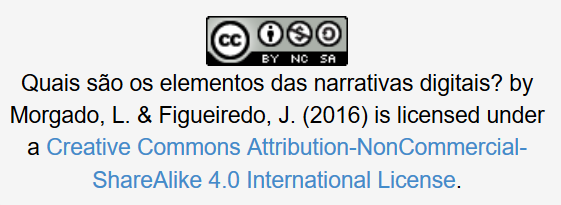 cc
BY NC SA
Quais são os elementos das narrativas digitais? by
Morgado, L. & Figueiredo, J. (2016) is licensed under
a Creative Commons Attribution-NonCommercial-
ShareAlike 4.0 International License.